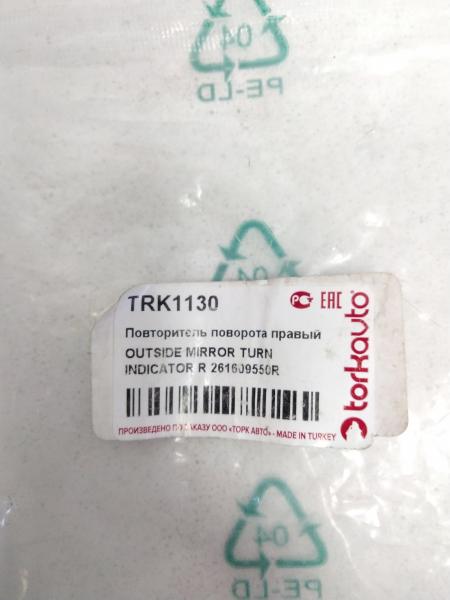 04
PE-LD
04
TRK1130
EAC
Повторитель поворота правый
OUTSIDE MIRROR TURN
INDICATOR R 261609550R
torkauto
ПРОИЗВЕДЕНО ПО ЗАКАЗУ ООО «ТОРК АВТО» - MADE IN TURKEY
04
PE-LD